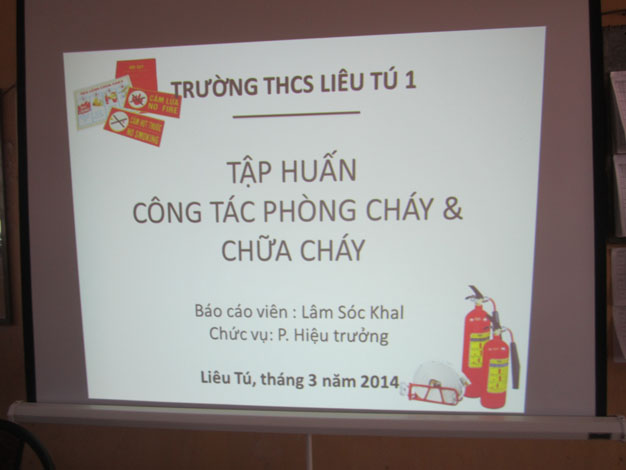 TRƯỜNG THCS LIÊU TÚ 1
CẤM LỬA
NO FIRE
CẤM HÚT THUỐC
NO SMOKING
TẬP HUẤN
CÔNG TÁC PHÒNG CHÁY &
CHỮA CHÁY
Báo cáo viên : Lâm Sóc Khal
Chức vụ: P. Hiệu trưởng
Liêu Tú, tháng 3 năm 2014